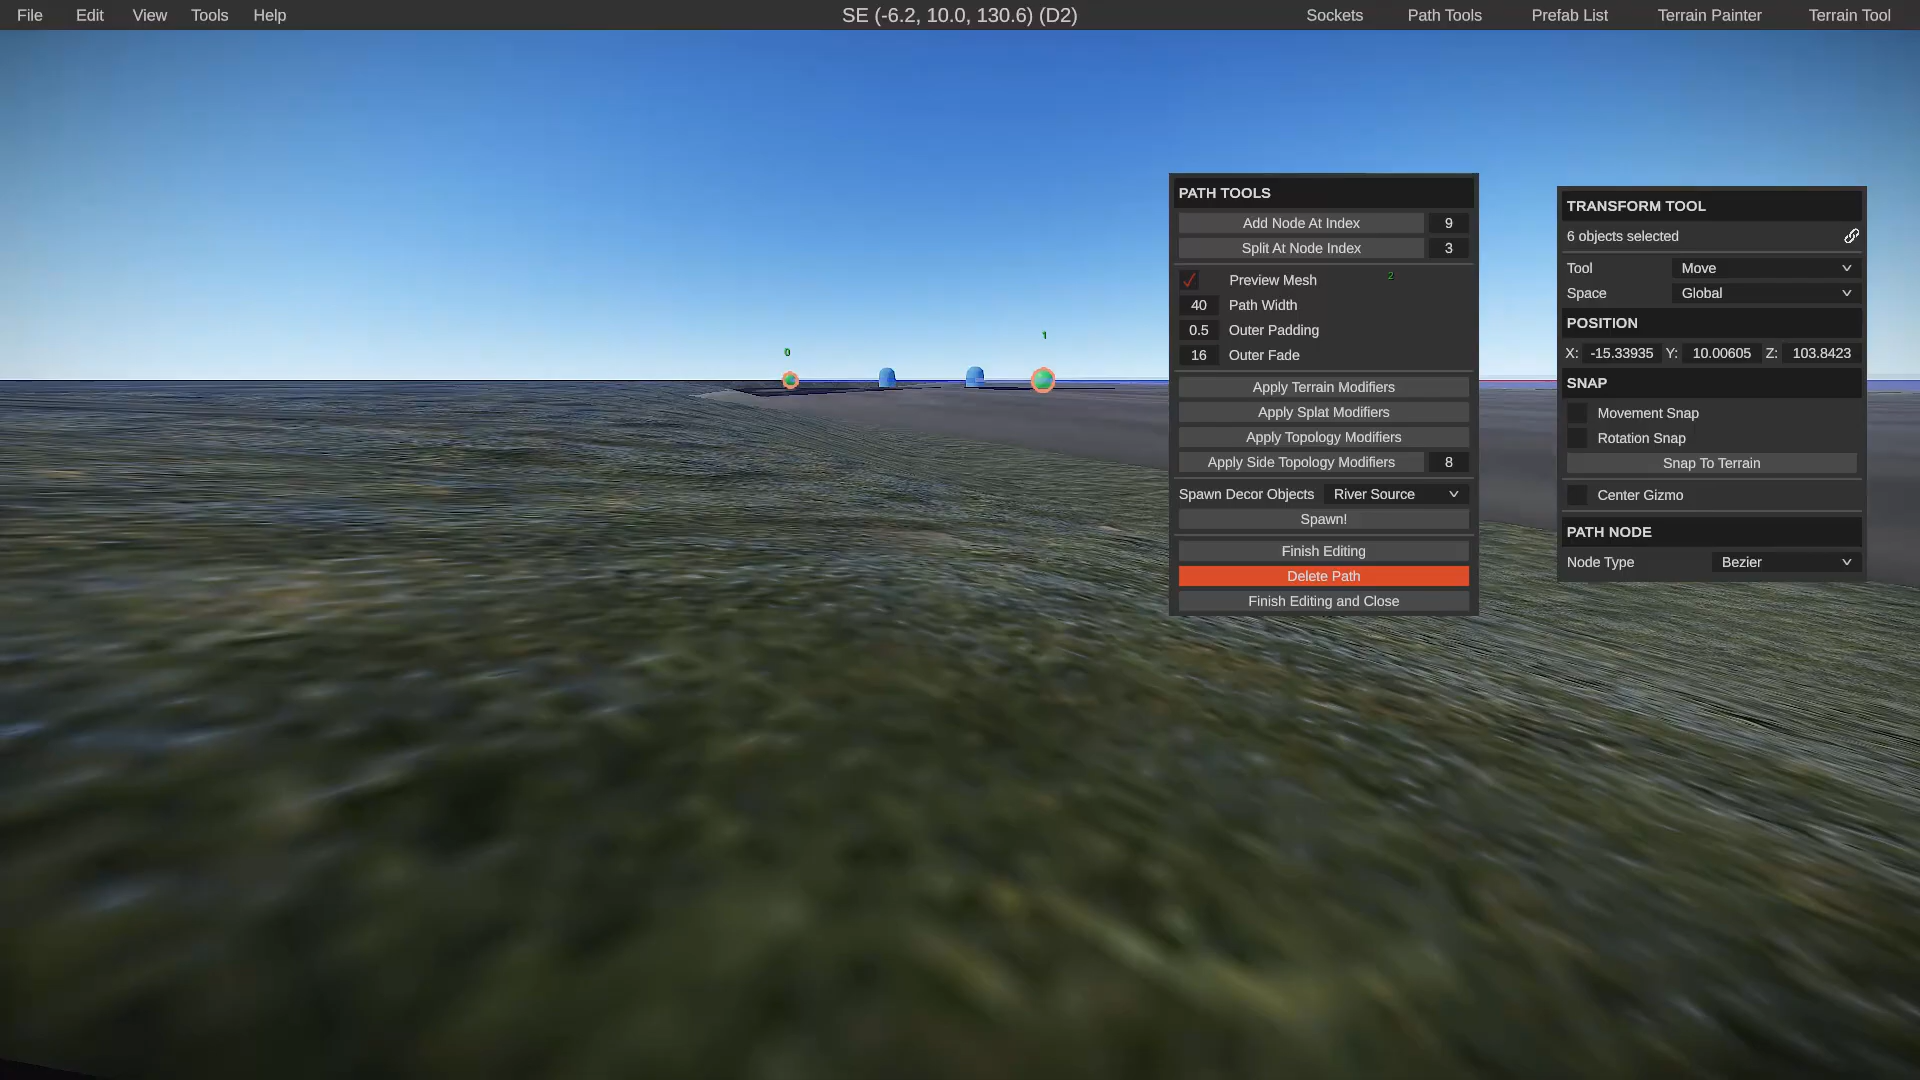 File Edit View Tools Help SE (-6.2, 10.0, 130.6) (D2) Sockets Path Tools Prefab List Terrain Painter Terrain Tool
PATH TOOLS
Add Node At Index 9
Split At Node Index 3
Preview Mesh 2
40 Path Width
0.5 Outer Padding
16 Outer Fade
Apply Terrain Modifiers
Apply Splat Modifiers
Apply Topology Modifiers
Apply Side Topology Modifiers 8
Spawn Decor Objects River Source
Spawn!
Finish Editing
Delete Path
Finish Editing and Close
TRANSFORM TOOL
6 objects selected
Tool Move
Space Global
POSITION
X: -15.33935 Y: 10.00605 Z: 103.8423
SNAP
Movement Snap
Rotation Snap
Snap To Terrain
Center Gizmo
PATH NODE
Node Type Bezier
0
1